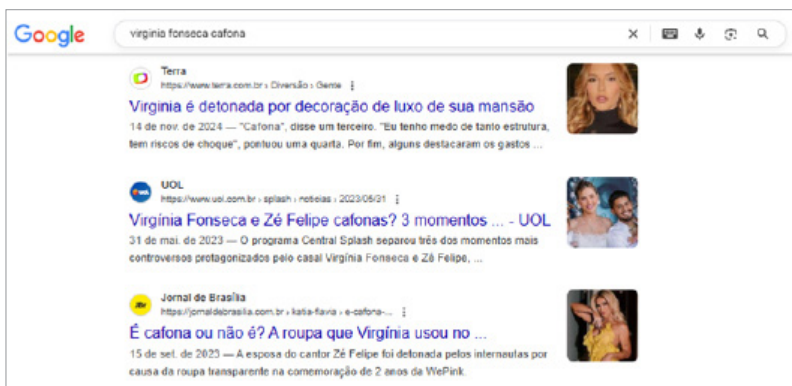 Google
virginia fonseca cafona
Terra
https://www.terra.com.br › Diversão › Gente
Virginia é detonada por decoração de luxo de sua mansão
14 de nov. de 2024 — "Cafona", disse um terceiro. "Eu tenho medo de tanto estrutura,
tem riscos de choque", pontuou uma quarta. Por fim, alguns destacaram os gastos ...
UOL
https://www.uol.com.br › splash › noticias › 2023/05/31
Virgínia Fonseca e Zé Felipe cafonas? 3 momentos ... - UOL
31 de mai. de 2023 — O programa Central Splash separou três dos momentos mais
controversos protagonizados pelo casal Virgínia Fonseca e Zé Felipe, ...
Jornal de Brasília
https://jornaldebrasilia.com.br › katia-flavia › e-cafona-...
É cafona ou não é? A roupa que Virgínia usou no ...
15 de set. de 2023 — A esposa do cantor Zé Felipe foi detonada pelos internautas por
causa da roupa transparente na comemoração de 2 anos da WePink.